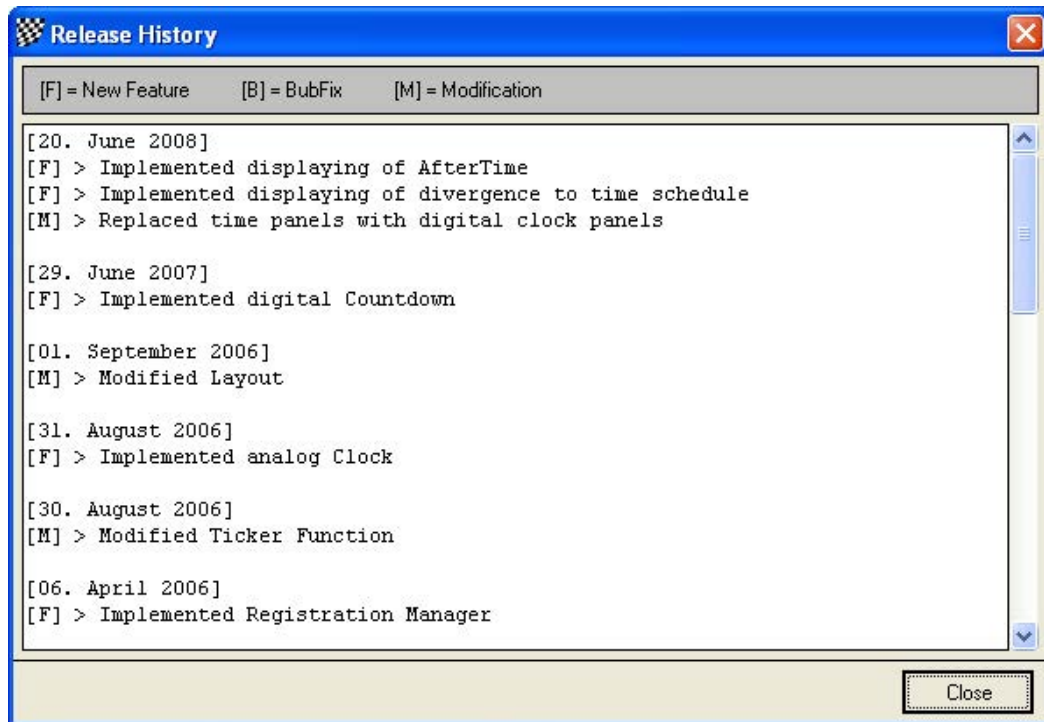 Release History
[F] = New Feature [B] = BubFix [M] = Modification
[20. June 2008]
[F] > Implemented displaying of AfterTime
[F] > Implemented displaying of divergence to time schedule
[M] > Replaced time panels with digital clock panels
[29. June 2007]
[F] > Implemented digital Countdown
[01. September 2006]
[M] > Modified Layout
[31. August 2006]
[F] > Implemented analog Clock
[30. August 2006]
[M] > Modified Ticker Function
[06. April 2006]
[F] > Implemented Registration Manager
Close